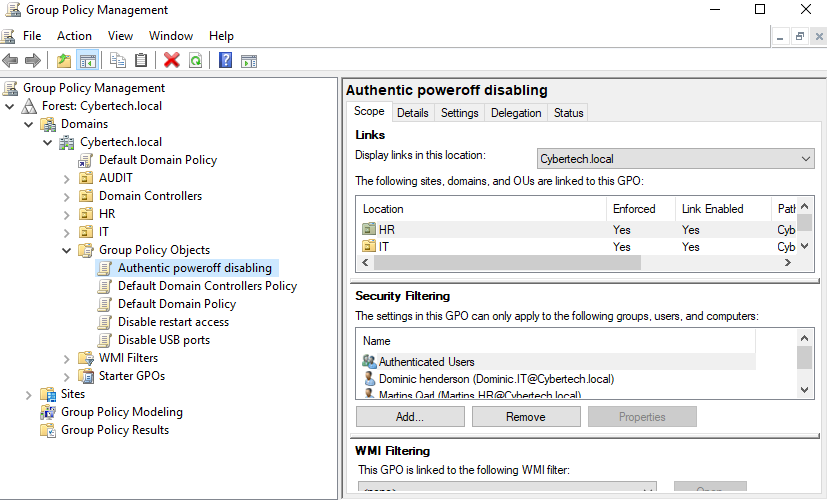 Group Policy Management
File Action View Window Help
Group Policy Management
Forest: Cybertech.local
Domains
Cybertech.local
Default Domain Policy
AUDIT
Domain Controllers
HR
IT
Group Policy Objects
Authentic poweroff disabling
Default Domain Controllers Policy
Default Domain Policy
Disable restart access
Disable USB ports
WMI Filters
Starter GPOs
Sites
Group Policy Modeling
Group Policy Results
Authentic poweroff disabling
Scope Details Settings Delegation Status
Links
Display links in this location: Cybertech.local
The following sites, domains, and OUs are linked to this GPO:
Location Enforced Link Enabled Path
HR Yes Yes Cyb
IT Yes Yes Cyb
Security Filtering
The settings in this GPO can only apply to the following groups, users, and computers:
Name
Authenticated Users
Dominic henderson (Dominic.IT@Cybertech.local)
Martins Oarl (Martins.HR@Cybertech.local)
Add... Remove Properties
WMI Filtering
This GPO is linked to the following WMI filter:
<none> Open